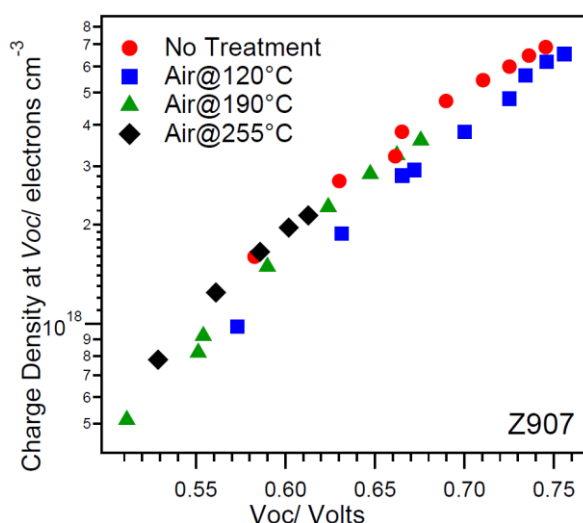 8
7
6
5
4
3
2
10^18
9
8
7
6
5
Charge Density at Voc/ electrons cm^-3
No Treatment
Air@120°C
Air@190°C
Air@255°C
Z907
0.55 0.60 0.65 0.70 0.75
Voc/ Volts